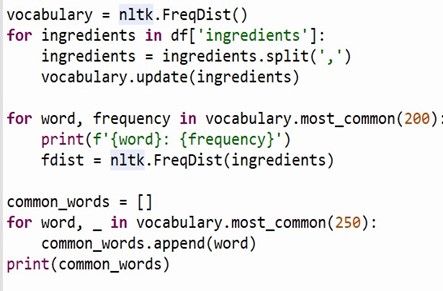 vocabulary = nltk.FreqDist()
for ingredients in df['ingredients']:
    ingredients = ingredients.split(',')
    vocabulary.update(ingredients)

for word, frequency in vocabulary.most_common(200):
    print(f'{word}: {frequency}')
    fdist = nltk.FreqDist(ingredients)

common_words = []
for word, _ in vocabulary.most_common(250):
    common_words.append(word)
print(common_words)